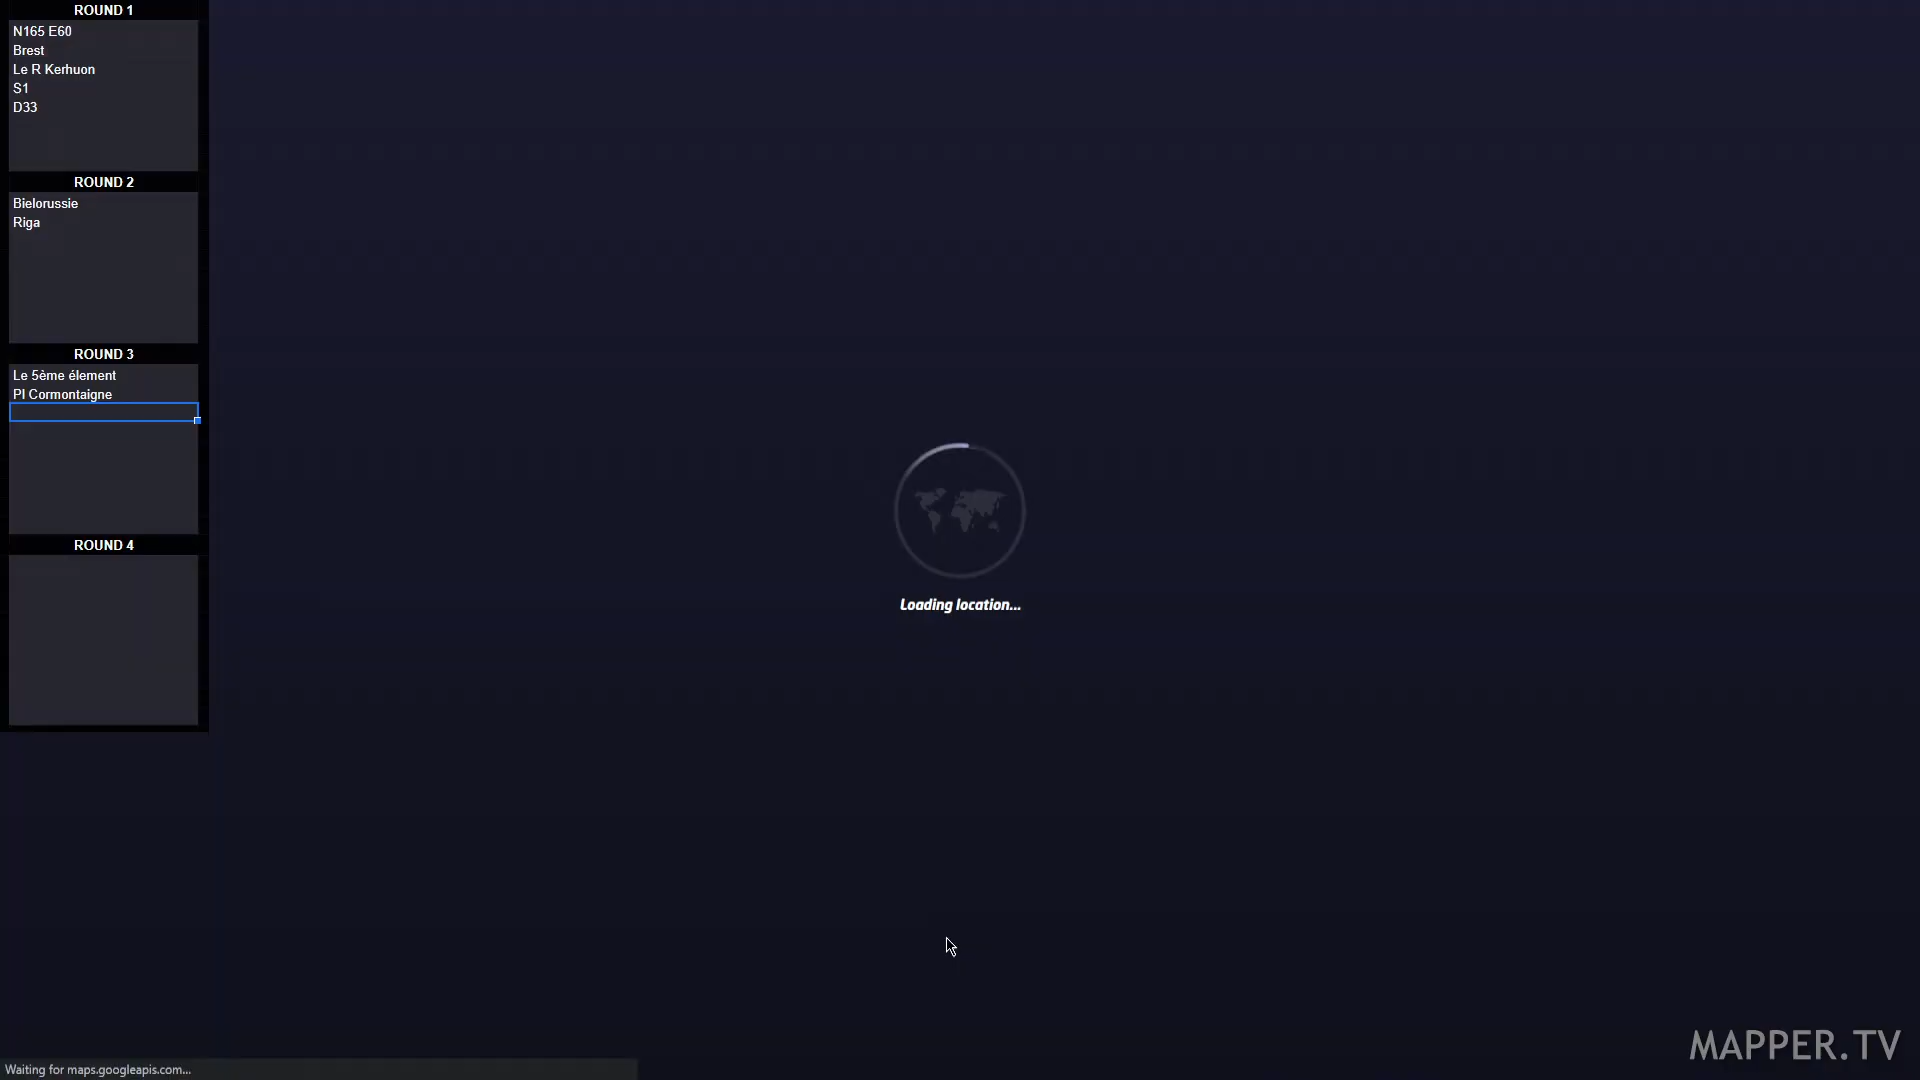 ROUND 1
N165 E60
Brest
Le R Kerhuon
S1
D33
ROUND 2
Bielorussie
Riga
ROUND 3
Le 5ème élement
Pl Cormontaigne
ROUND 4
Loading location...
MAPPER.TV
Waiting for maps.googleapis.com...